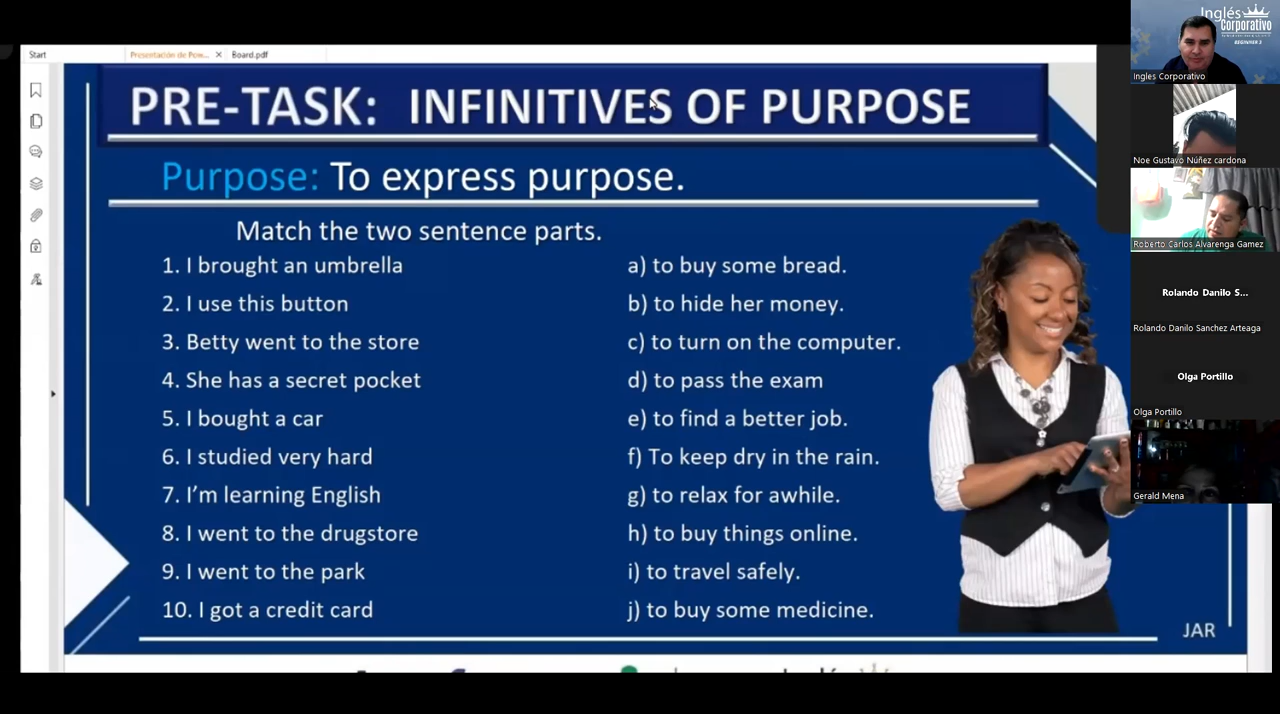 Start
Presentación de Pow... ×
Board.pdf
PRE-TASK: INFINITIVES OF PURPOSE
Purpose: To express purpose.
Match the two sentence parts.
1. I brought an umbrella
a) to buy some bread.
2. I use this button
b) to hide her money.
3. Betty went to the store
c) to turn on the computer.
4. She has a secret pocket
d) to pass the exam
5. I bought a car
e) to find a better job.
6. I studied very hard
f) To keep dry in the rain.
7. I'm learning English
g) to relax for awhile.
8. I went to the drugstore
h) to buy things online.
9. I went to the park
i) to travel safely.
10. I got a credit card
j) to buy some medicine.
JAR
Inglés
Corporativo
BEGINNER 2
Ingles Corporativo
Noe Gustavo Núñez cardona
Roberto Carlos Alvarenga Gamez
Rolando Danilo S...
Rolando Danilo Sanchez Arteaga
Olga Portillo
Olga Portillo
Gerald Mena